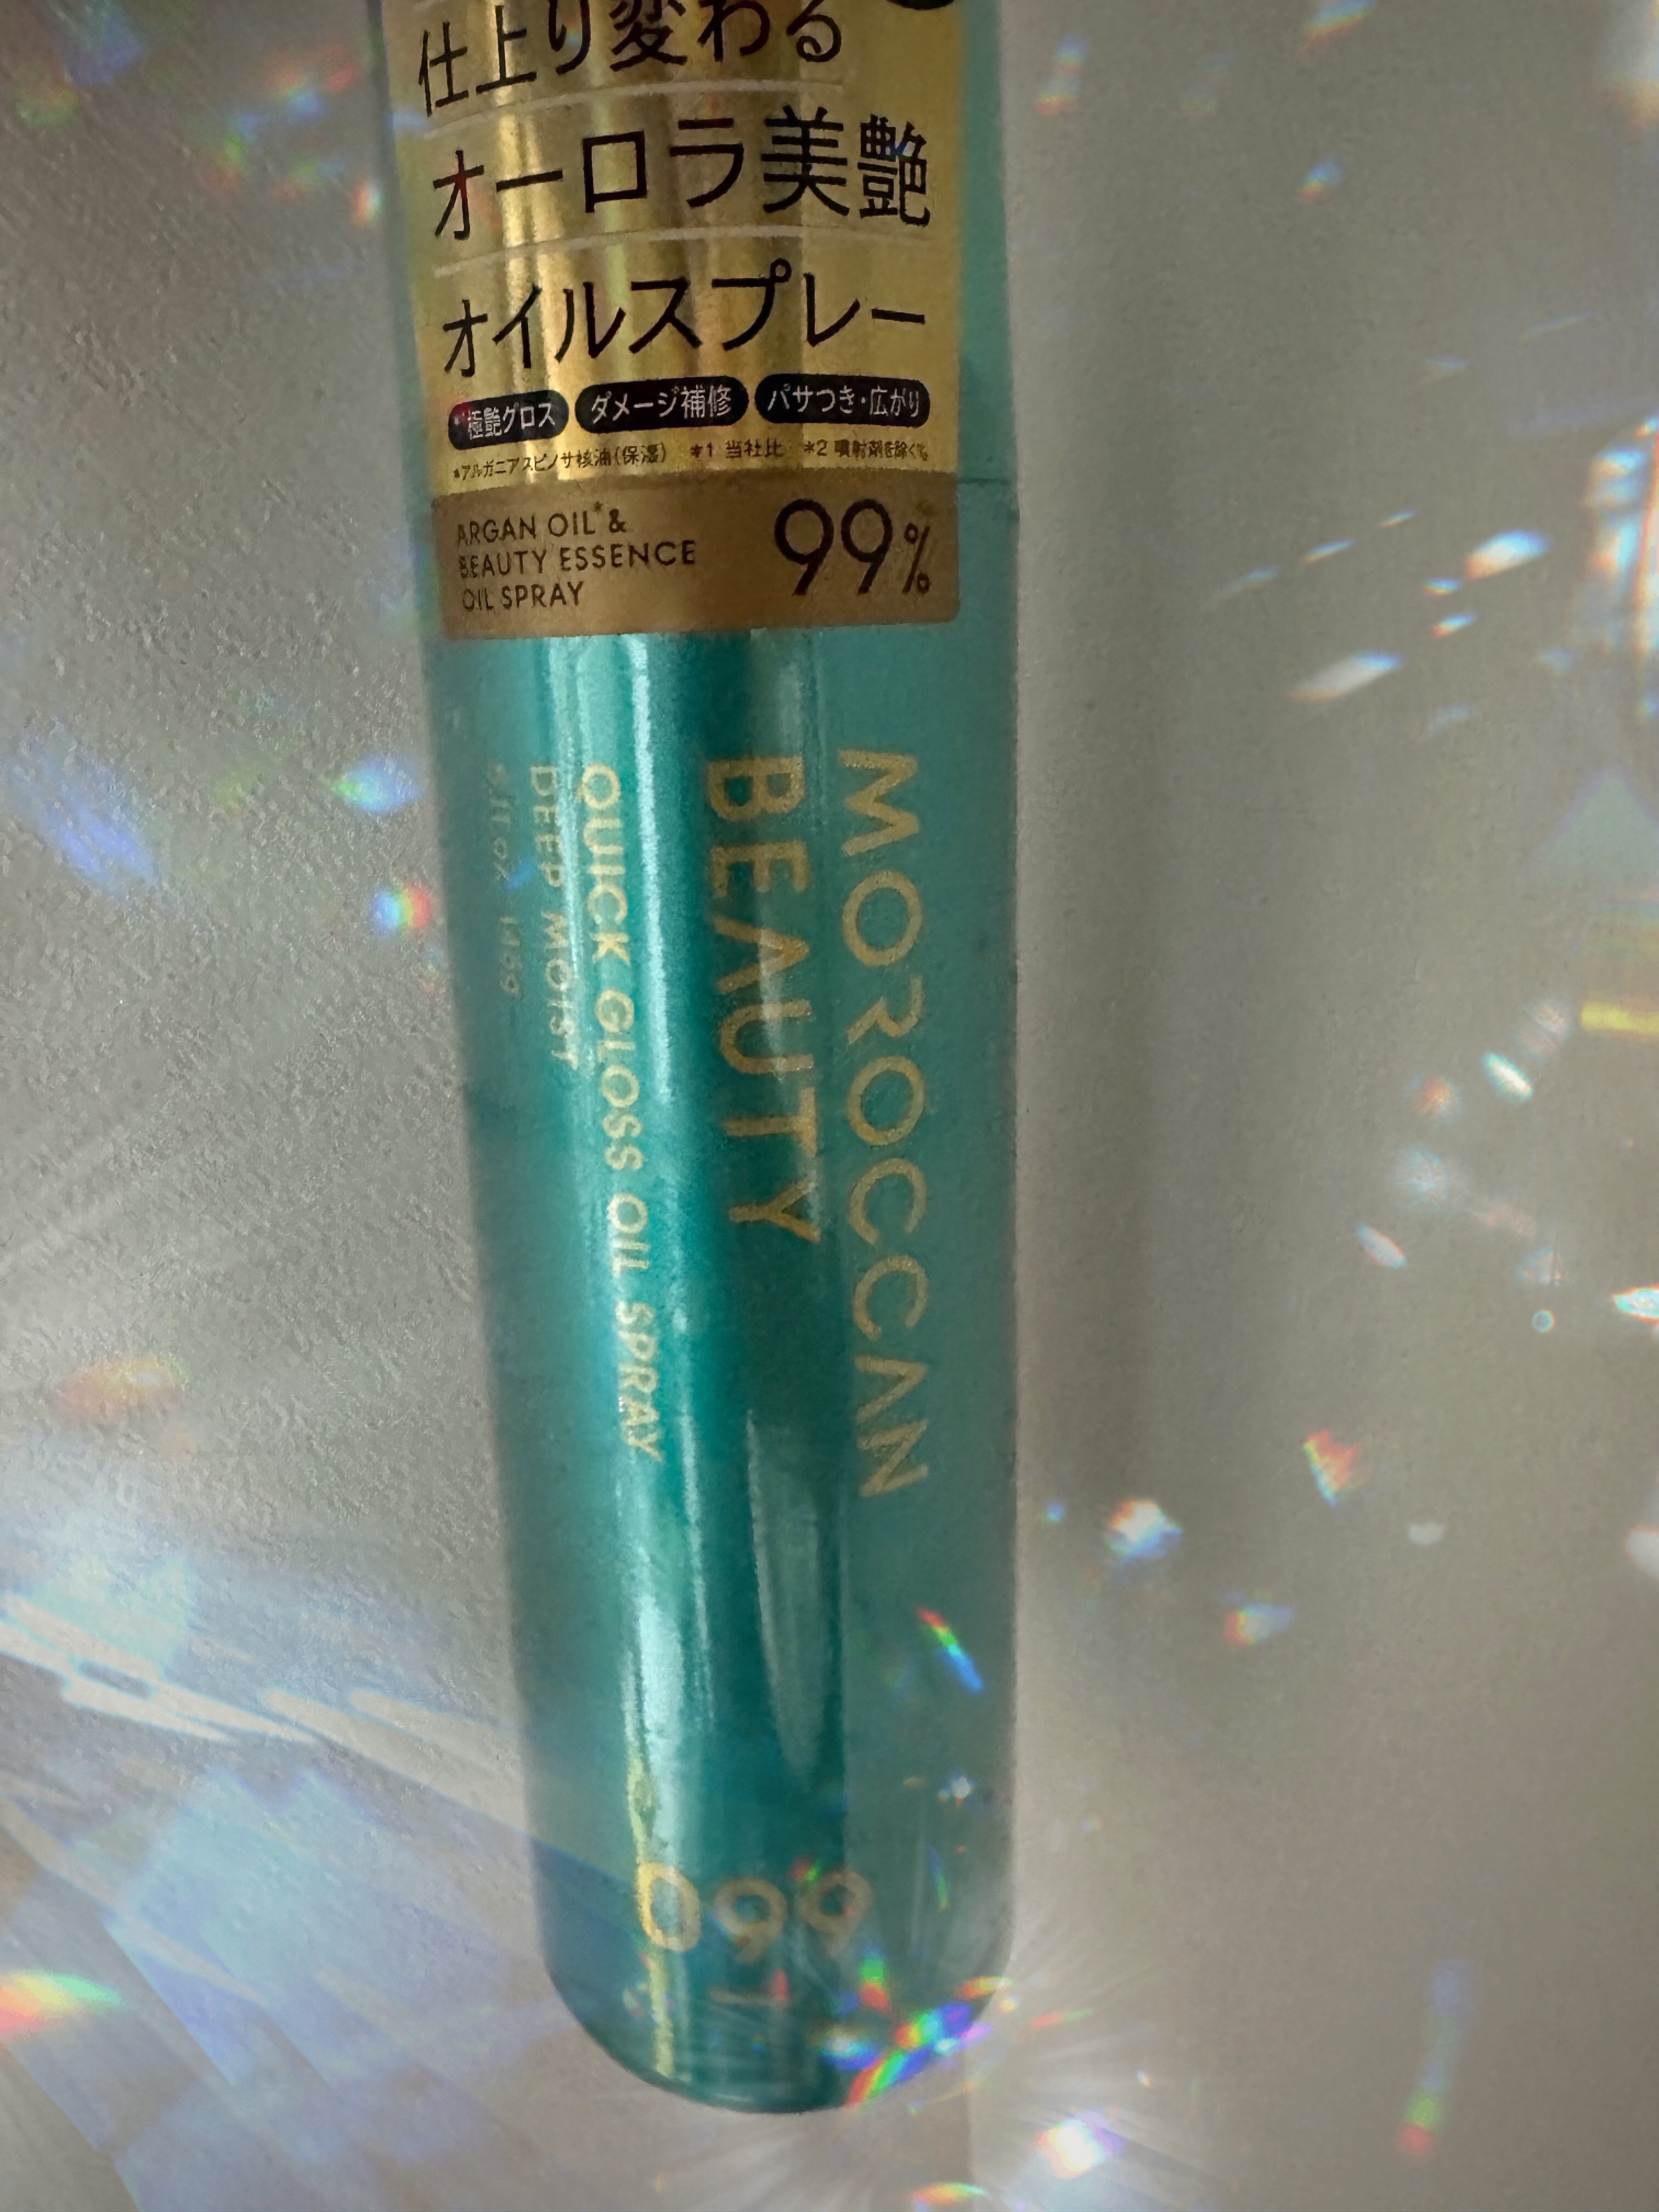 仕上り変わる
オーロラ美艶
オイルスプレー
極艶グロス ダメージ補修 パサつき・広がり
*アルガニアスピノサ核油(保湿) *1 当社比 *2 噴射剤を除く%
ARGAN OIL*&
BEAUTY ESSENCE
OIL SPRAY
99%
MOROCCAN
BEAUTY
QUICK GLOSS OIL SPRAY
DEEP MOIST
099